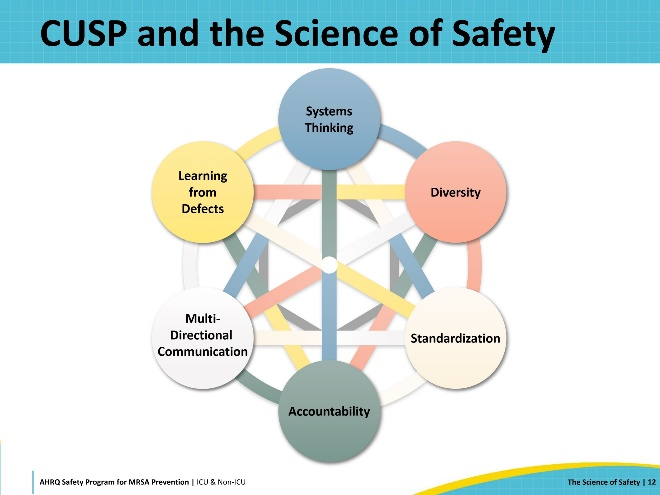 CUSP and the Science of Safety
Systems
Thinking
Learning
from
Defects
Diversity
Multi-
Directional
Communication
Standardization
Accountability
AHRQ Safety Program for MRSA Prevention | ICU & Non-ICU
The Science of Safety | 12